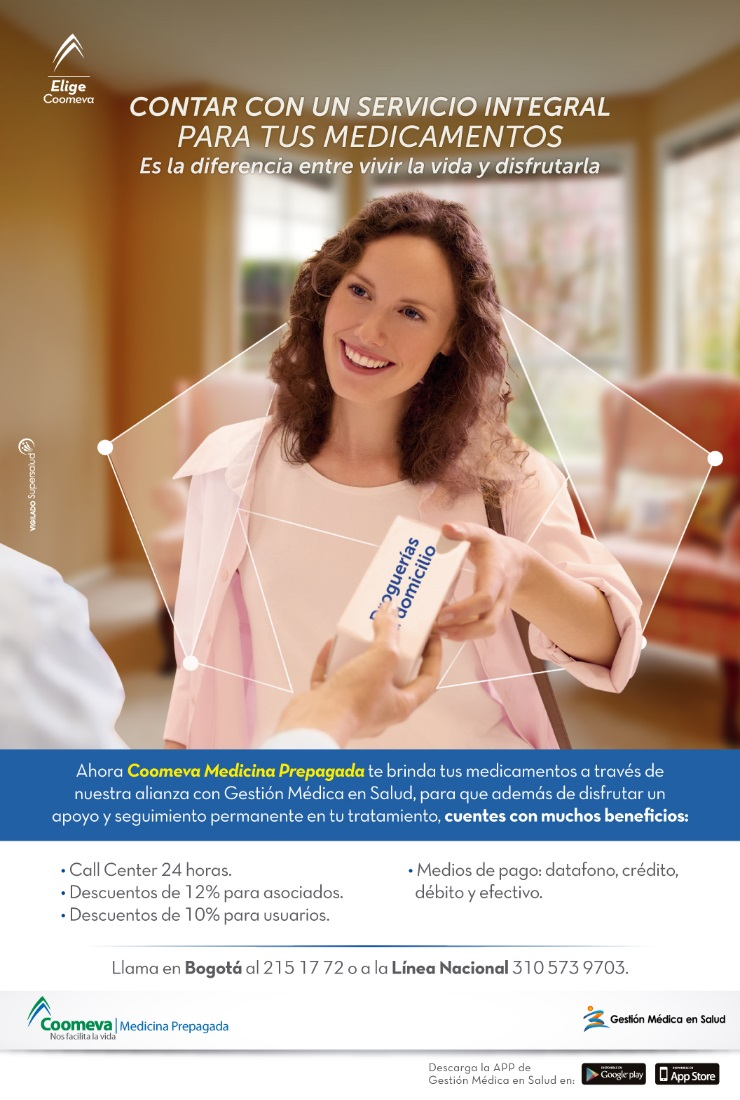 Elige
Coomeva
CONTAR CON UN SERVICIO INTEGRAL
PARA TUS MEDICAMENTOS
Es la diferencia entre vivir la vida y disfrutarla
VIGILADO Supersalud
Droguerías
domicilio
Ahora Coomeva Medicina Prepagada te brinda tus medicamentos a través de
nuestra alianza con Gestión Médica en Salud, para que además de disfrutar un
apoyo y seguimiento permanente en tu tratamiento, cuentes con muchos beneficios:
• Call Center 24 horas.
• Descuentos de 12% para asociados.
• Descuentos de 10% para usuarios.
• Medios de pago: datafono, crédito,
débito y efectivo.
Llama en Bogotá al 215 17 72 o a la Línea Nacional 310 573 9703.
Coomeva | Medicina Prepagada
Nos facilita la vida
Gestión Médica en Salud
Descarga la APP de
Gestión Médica en Salud en:
Google play
App Store